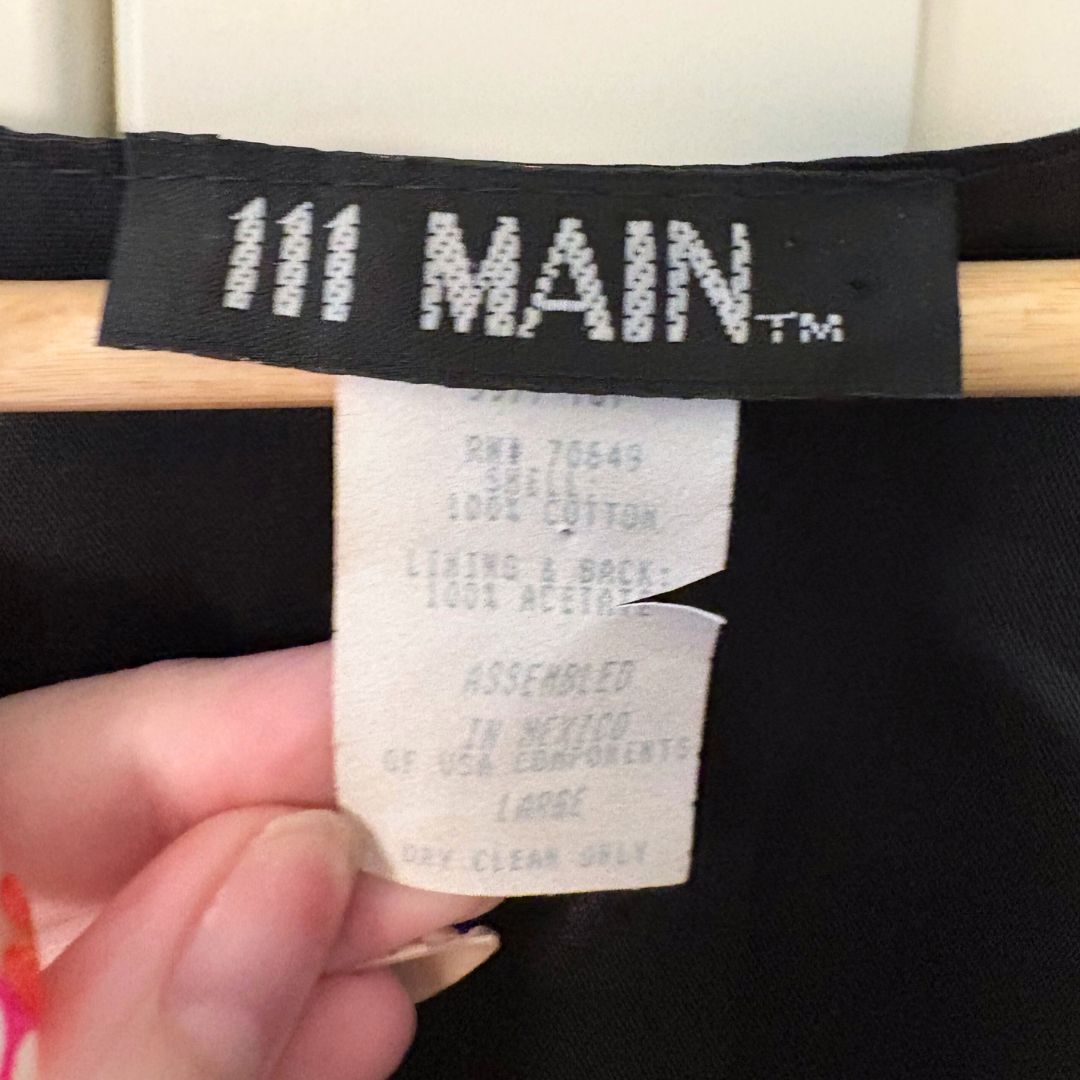 111 MAIN™
RN# 70649
SHELL:
100% COTTON
LINING & BACK:
100% ACETATE
ASSEMBLED
IN MEXICO
OF USA COMPONENTS
LARGE
DRY CLEAN ONLY